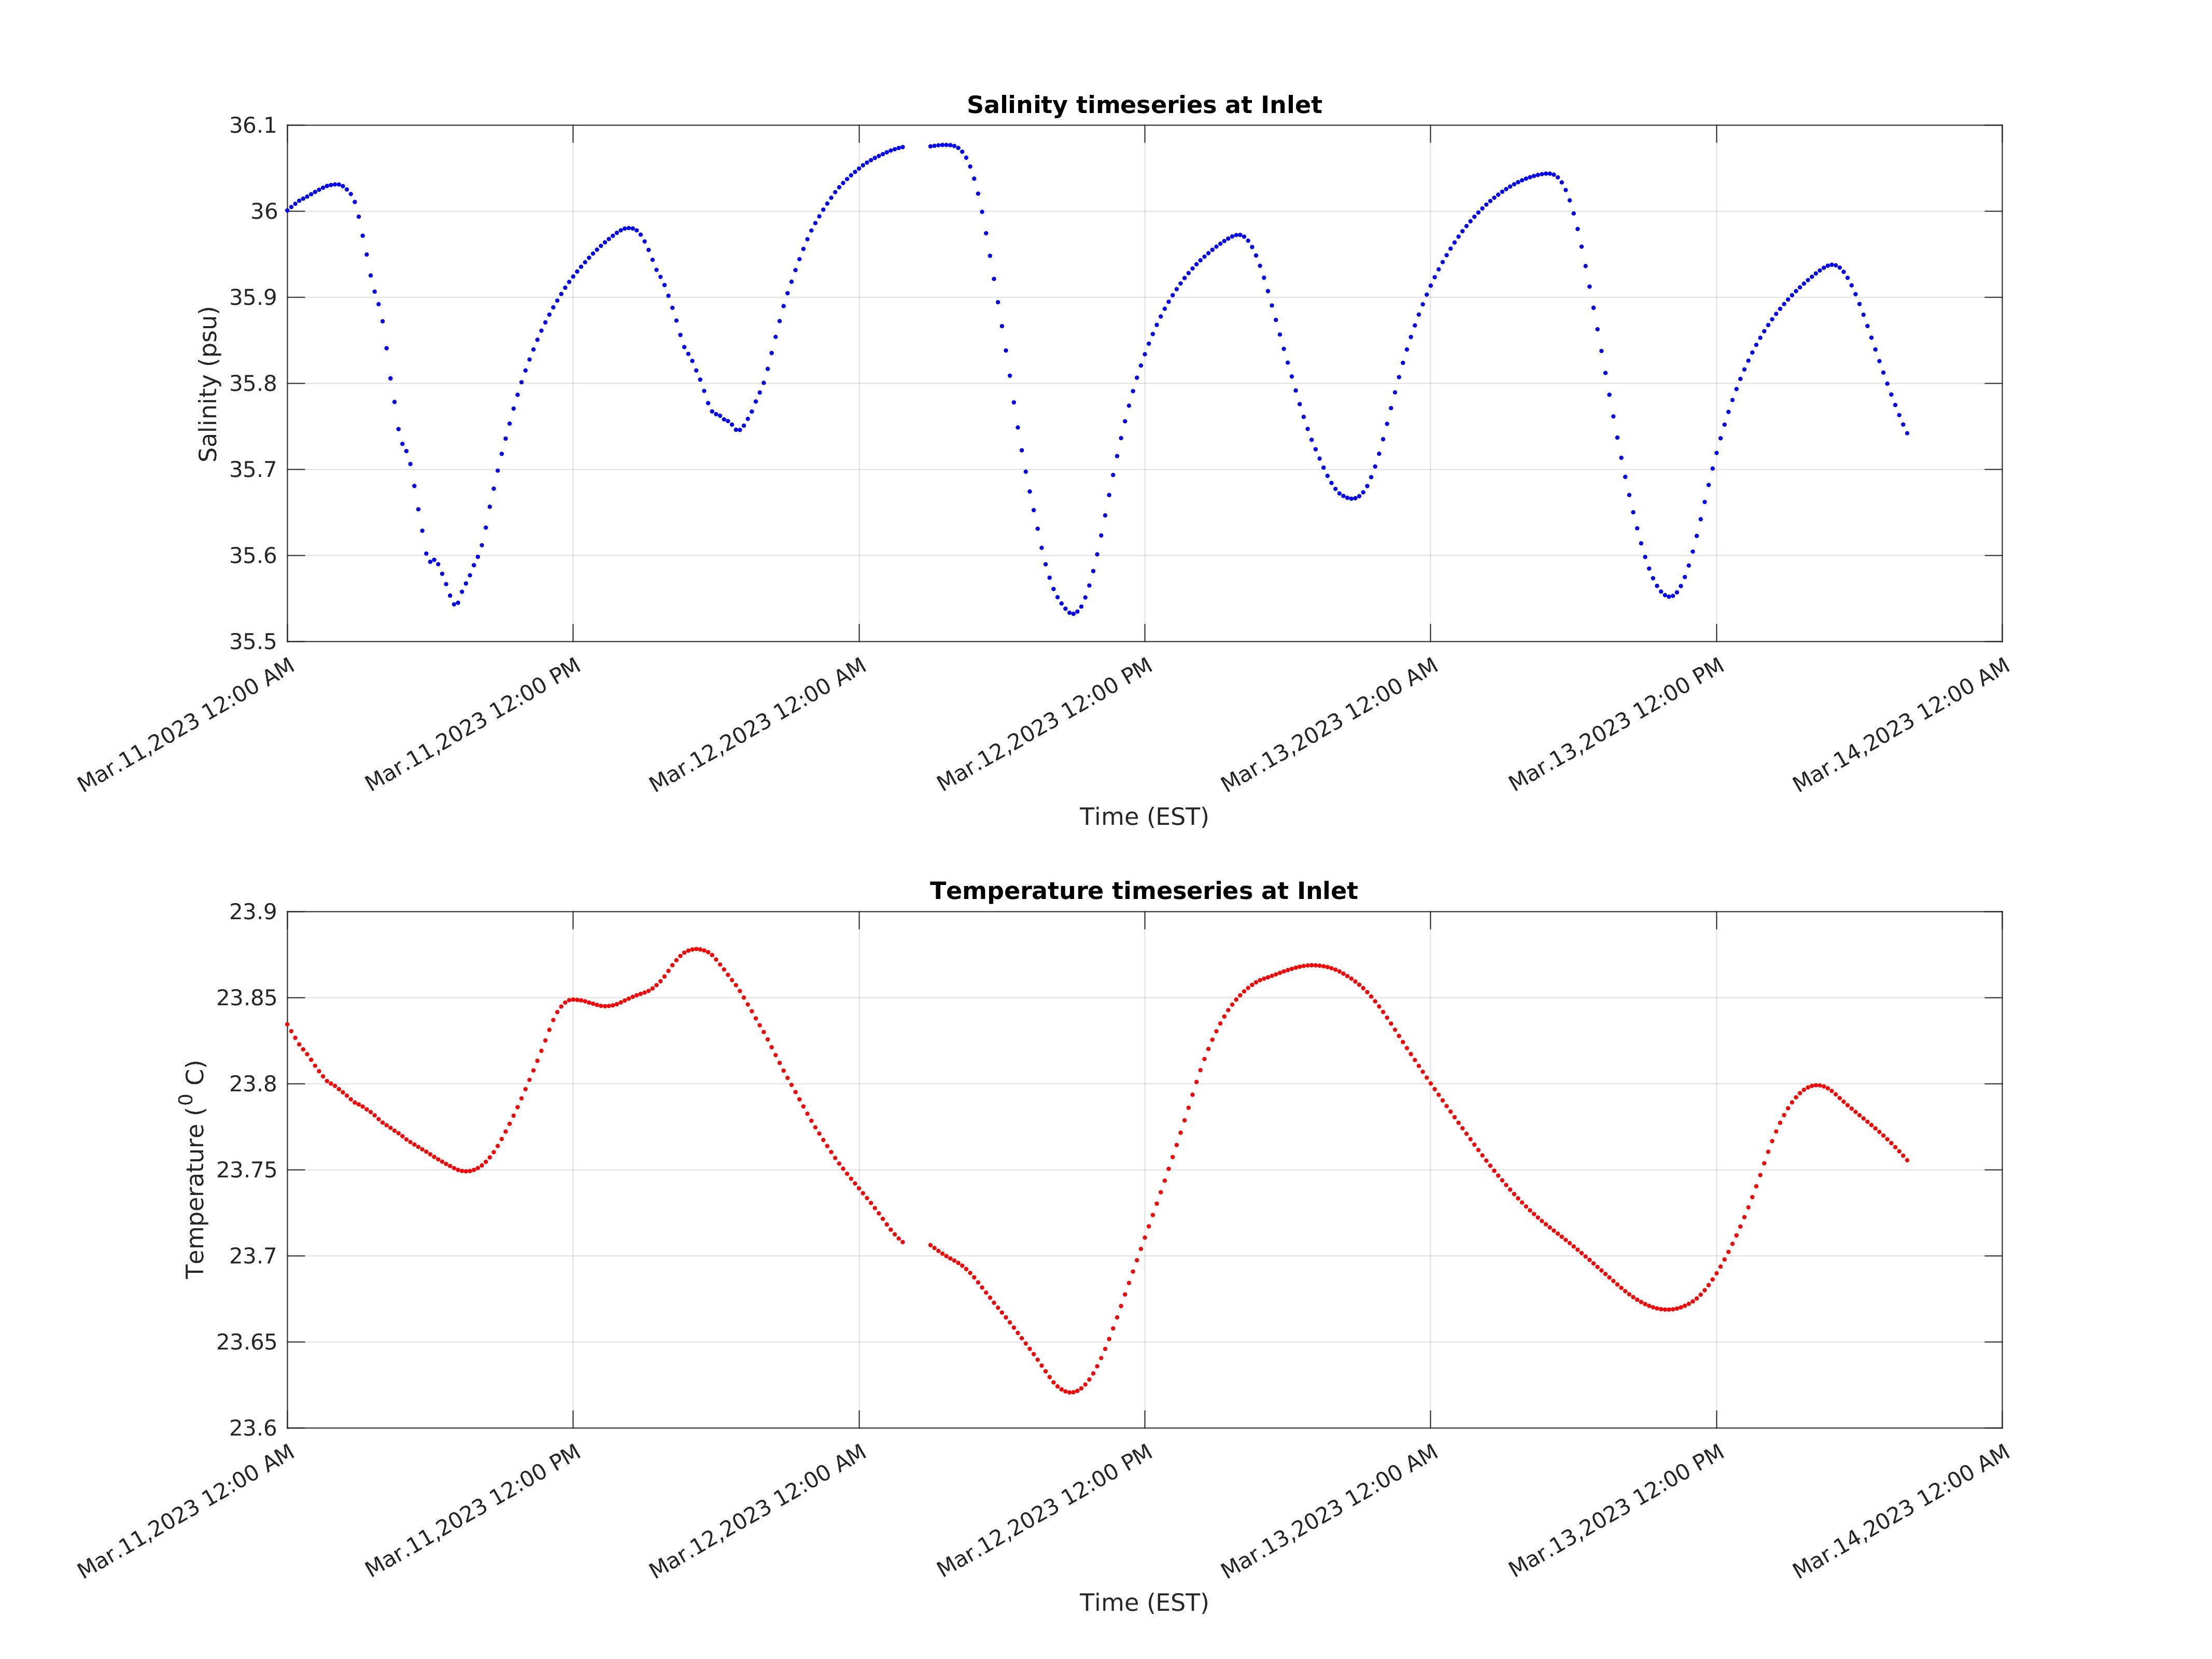 Salinity timeseries at Inlet
36.1
36
35.9
35.8
35.7
35.6
35.5
Salinity (psu)
Mar.11,2023 12:00 AM
Mar.11,2023 12:00 PM
Mar.12,2023 12:00 AM
Mar.12,2023 12:00 PM
Mar.13,2023 12:00 AM
Mar.13,2023 12:00 PM
Mar.14,2023 12:00 AM
Time (EST)
Temperature timeseries at Inlet
23.9
23.85
23.8
23.75
23.7
23.65
23.6
Temperature (⁰ C)
Mar.11,2023 12:00 AM
Mar.11,2023 12:00 PM
Mar.12,2023 12:00 AM
Mar.12,2023 12:00 PM
Mar.13,2023 12:00 AM
Mar.13,2023 12:00 PM
Mar.14,2023 12:00 AM
Time (EST)